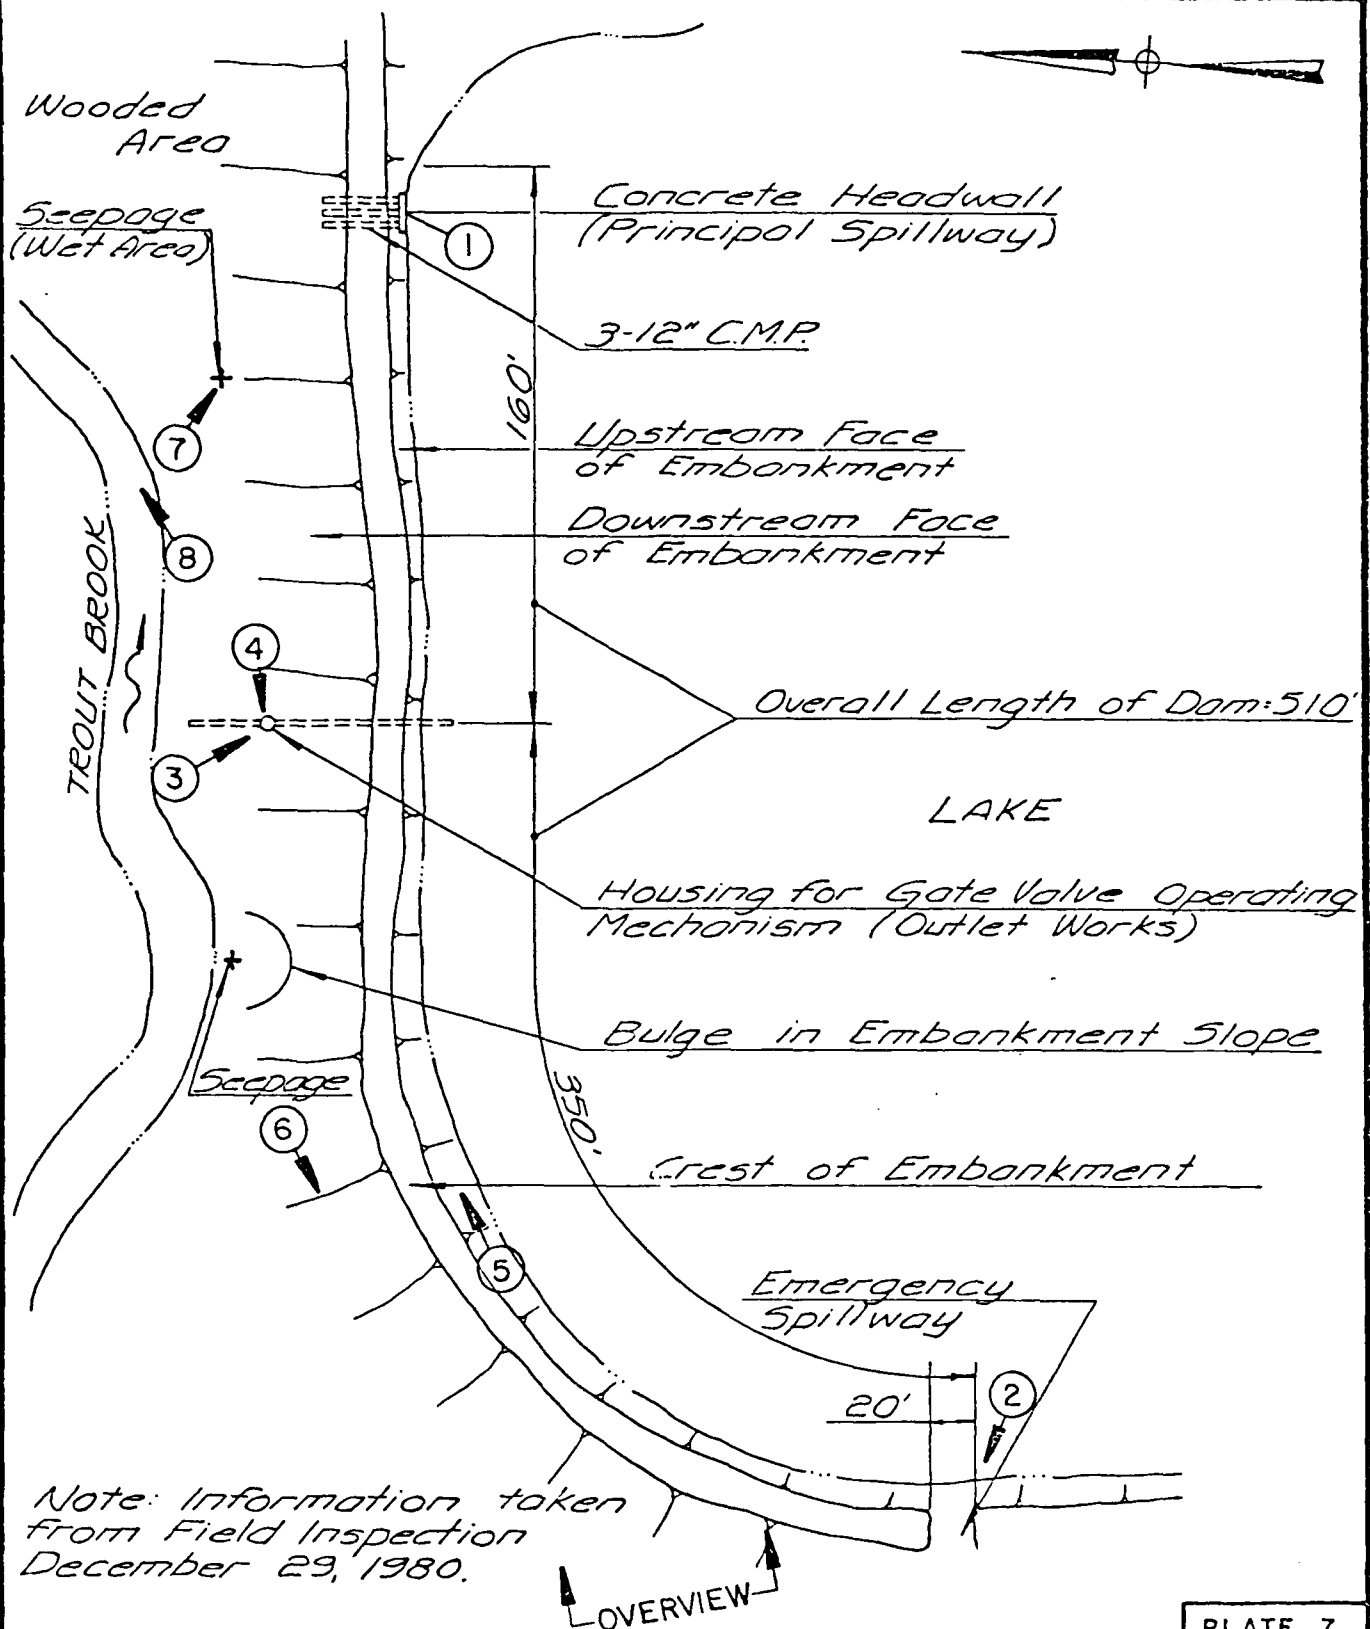 Wooded
Area
Seepage
(Wet Area)
Concrete Headwall
(Principal Spillway)
1
3-12" C.M.P.
160'
7
Upstream Face
of Embankment
Downstream Face
of Embankment
8
TROUT BROOK
4
Overall Length of Dam: 510'
3
LAKE
Housing for Gate Valve Operating
Mechanism (Outlet Works)
Bulge in Embankment Slope
Seepage
350'
6
Crest of Embankment
5
Emergency
Spillway
2
20'
Note: Information taken
from Field Inspection
December 29, 1980.
OVERVIEW
PLATE 7